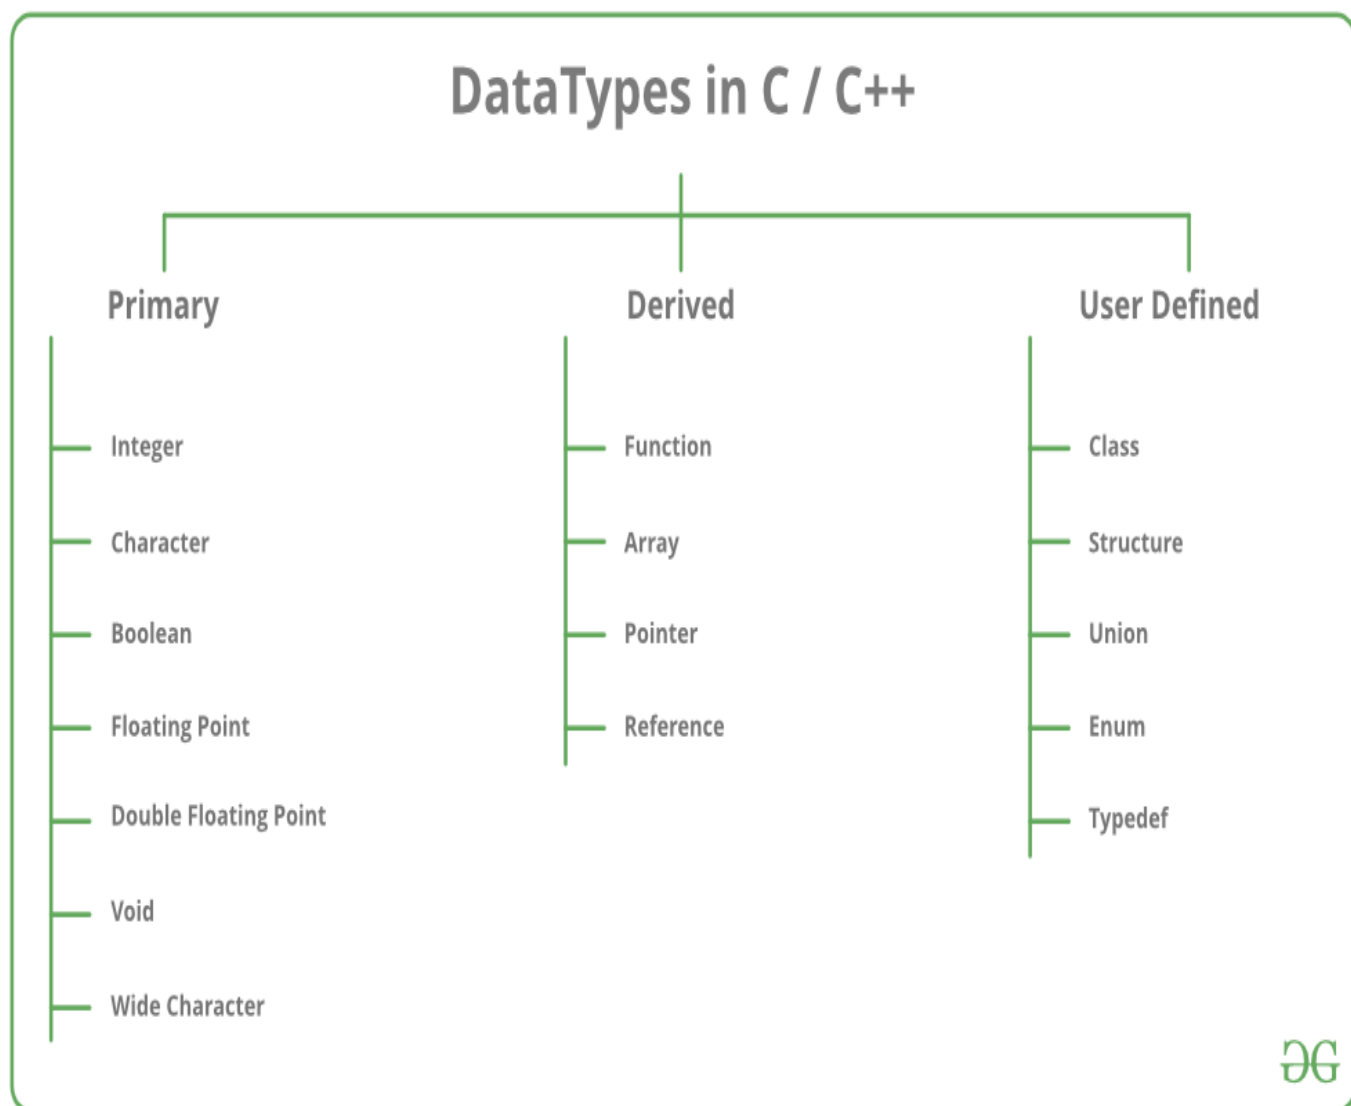 DataTypes in C / C++
Primary
Integer
Character
Boolean
Floating Point
Double Floating Point
Void
Wide Character
Derived
Function
Array
Pointer
Reference
User Defined
Class
Structure
Union
Enum
Typedef